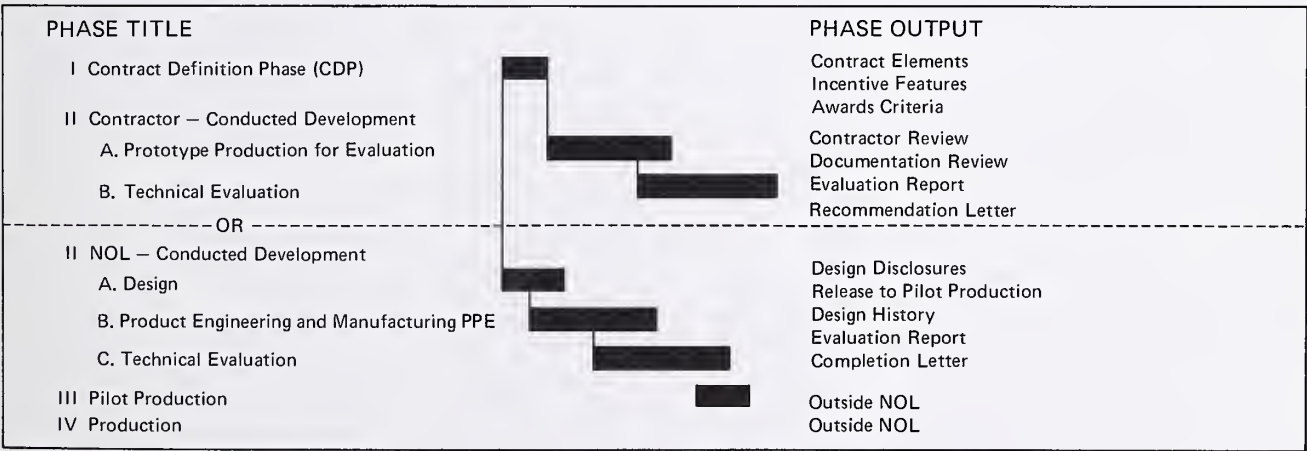 PHASE TITLE
PHASE OUTPUT
I Contract Definition Phase (CDP)
Contract Elements
Incentive Features
Awards Criteria
II Contractor — Conducted Development
A. Prototype Production for Evaluation
B. Technical Evaluation
Contractor Review
Documentation Review
Evaluation Report
Recommendation Letter
OR
II NOL — Conducted Development
A. Design
B. Product Engineering and Manufacturing PPE
C. Technical Evaluation
Design Disclosures
Release to Pilot Production
Design History
Evaluation Report
Completion Letter
III Pilot Production
Outside NOL
IV Production
Outside NOL